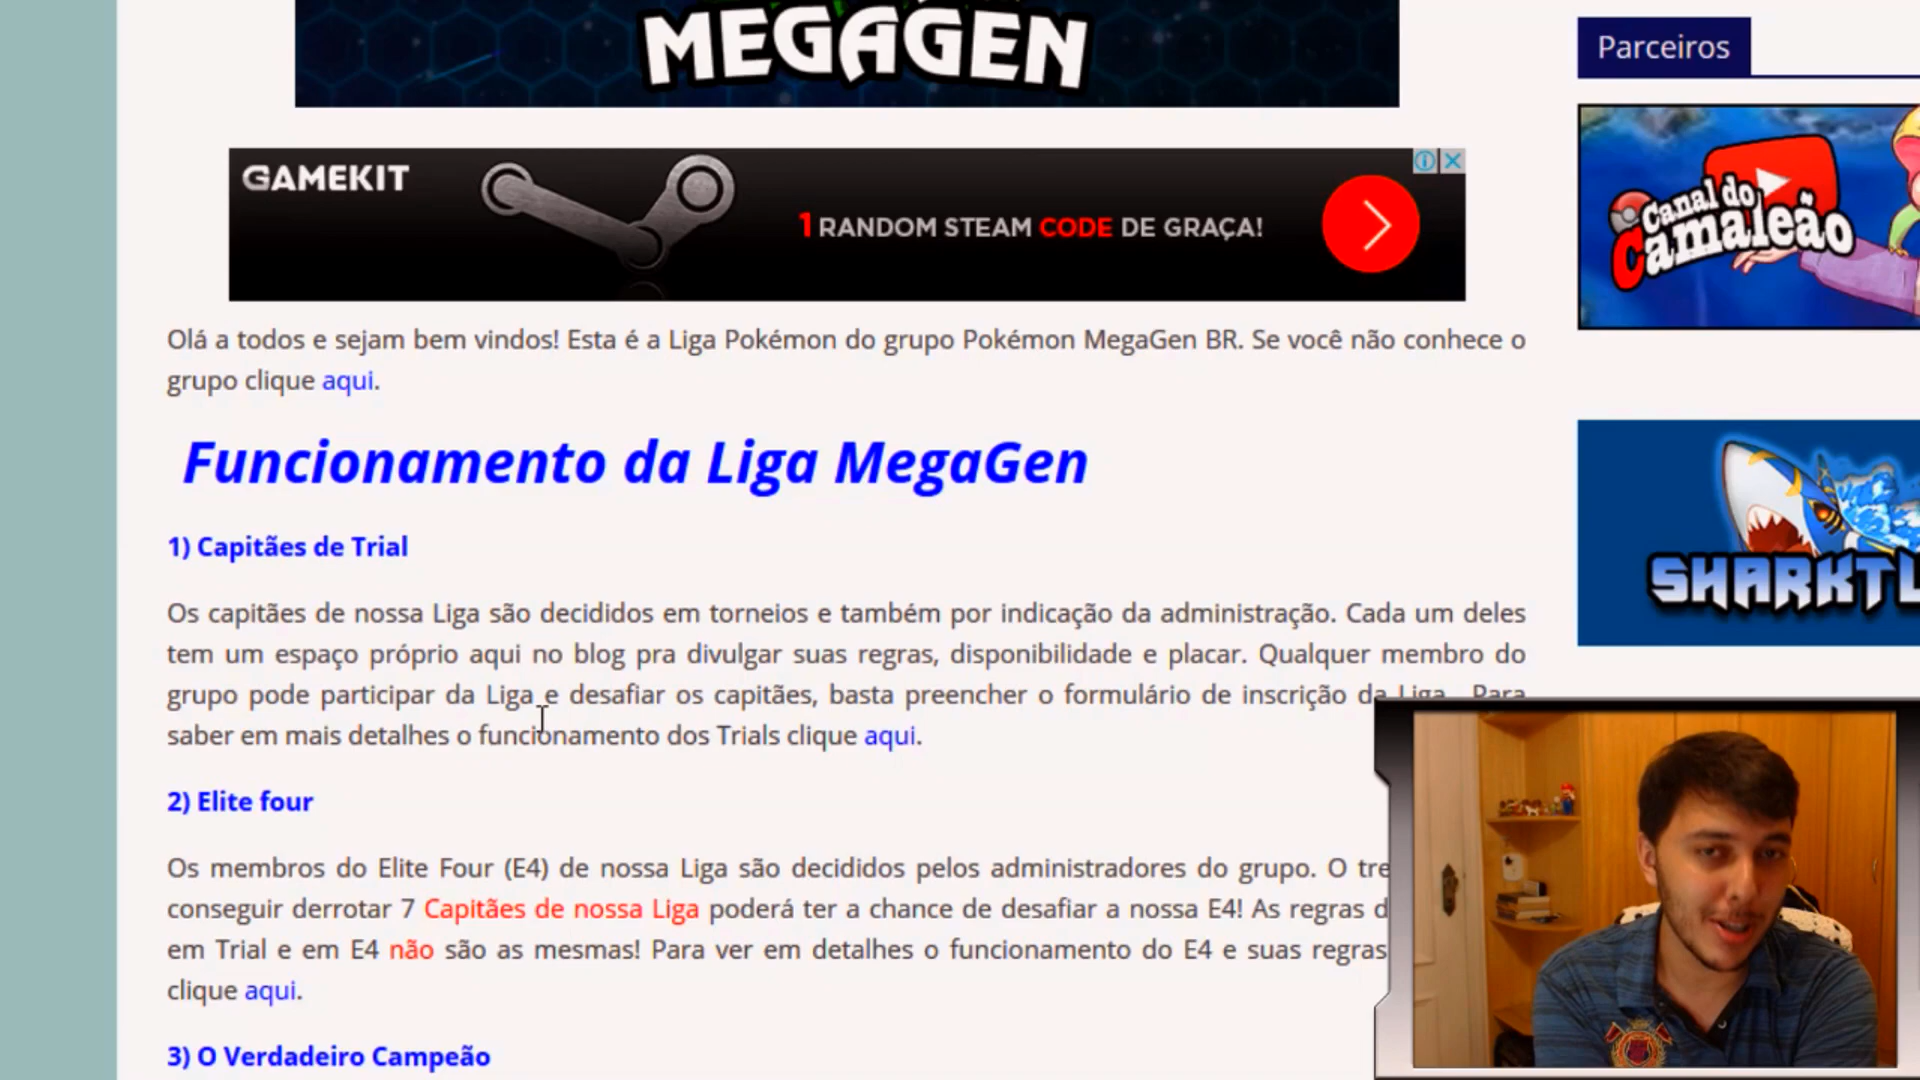 MEGAGEN
Parceiros
GAMEKIT
1 RANDOM STEAM CODE DE GRAÇA!
Canal do
Camaleão
Olá a todos e sejam bem vindos! Esta é a Liga Pokémon do grupo Pokémon MegaGen BR. Se você não conhece o
grupo clique aqui.
Funcionamento da Liga MegaGen
1) Capitães de Trial
Os capitães de nossa Liga são decididos em torneios e também por indicação da administração. Cada um deles
tem um espaço próprio aqui no blog pra divulgar suas regras, disponibilidade e placar. Qualquer membro do
grupo pode participar da Liga e desafiar os capitães, basta preencher o formulário de inscrição da Liga. Para
saber em mais detalhes o funcionamento dos Trials clique aqui.
SHARKT
2) Elite four
Os membros do Elite Four (E4) de nossa Liga são decididos pelos administradores do grupo. O tre
conseguir derrotar 7 Capitães de nossa Liga poderá ter a chance de desafiar a nossa E4! As regras d
em Trial e em E4 não são as mesmas! Para ver em detalhes o funcionamento do E4 e suas regras
clique aqui.
3) O Verdadeiro Campeão